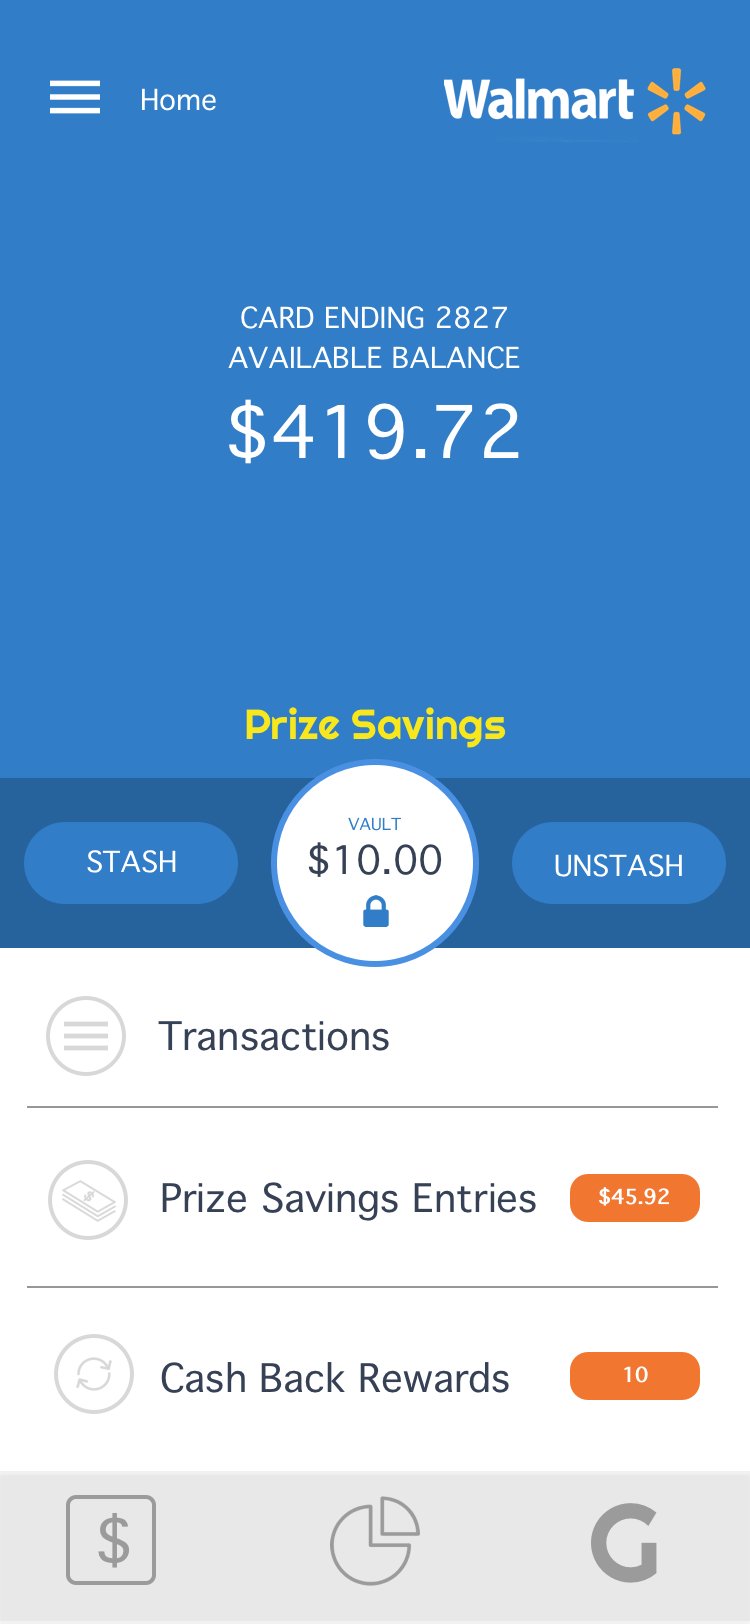 Home
Walmart
CARD ENDING 2827
AVAILABLE BALANCE
$419.72
Prize Savings
STASH
VAULT
$10.00
UNSTASH
Transactions
Prize Savings Entries
$45.92
Cash Back Rewards
10
$
G